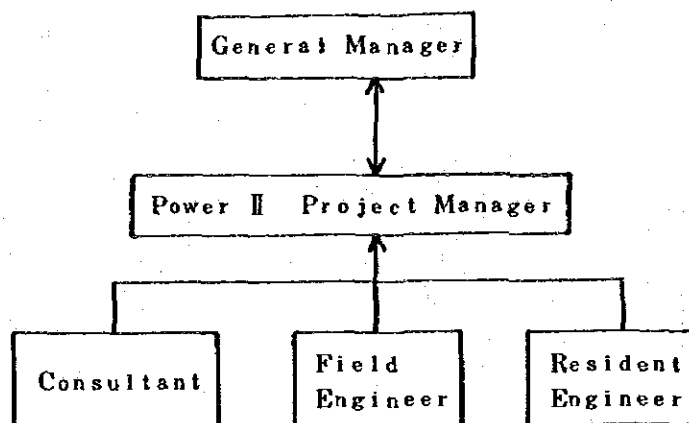 General Manager
Power Ⅱ Project Manager
Consultant
Field
Engineer
Resident
Engineer